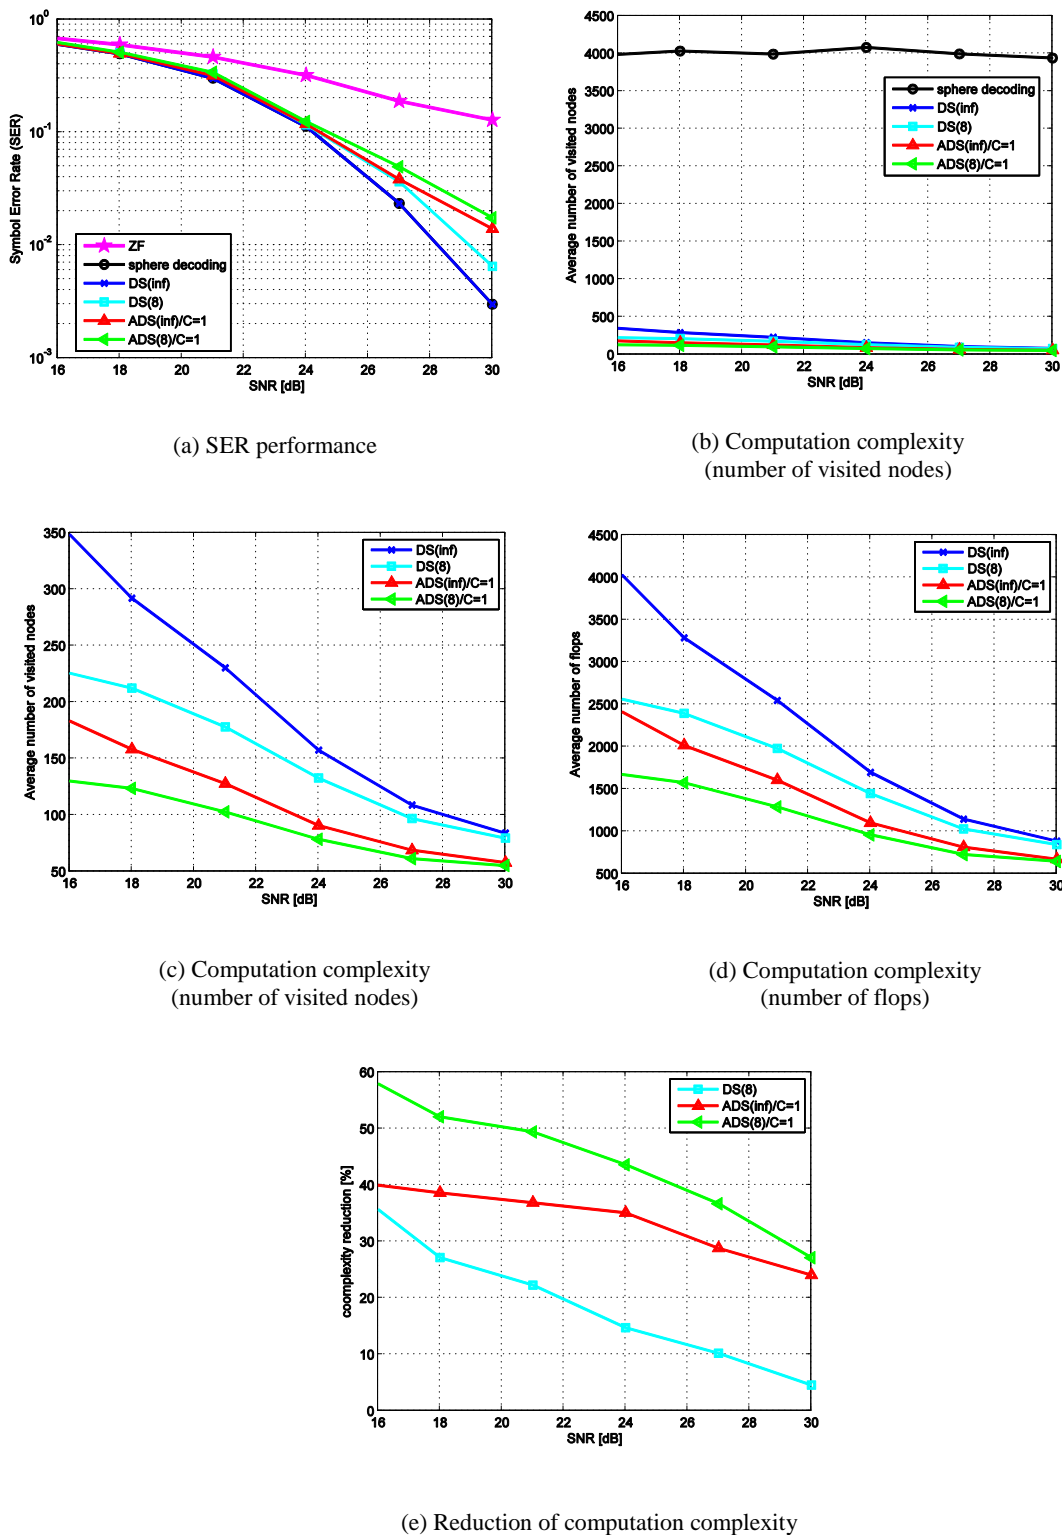 10^0
10^-1
10^-2
10^-3
Symbol Error Rate (SER)
ZF
sphere decoding
DS(inf)
DS(8)
ADS(inf)/C=1
ADS(8)/C=1
16 18 20 22 24 26 28 30
SNR [dB]
(a) SER performance
4500
4000
3500
3000
2500
2000
1500
1000
500
0
Average number of visited nodes
sphere decoding
DS(inf)
DS(8)
ADS(inf)/C=1
ADS(8)/C=1
16 18 20 22 24 26 28 30
SNR [dB]
(b) Computation complexity
(number of visited nodes)
350
300
250
200
150
100
50
Average number of visited nodes
DS(inf)
DS(8)
ADS(inf)/C=1
ADS(8)/C=1
16 18 20 22 24 26 28 30
SNR [dB]
(c) Computation complexity
(number of visited nodes)
4500
4000
3500
3000
2500
2000
1500
1000
500
Average number of flops
DS(inf)
DS(8)
ADS(inf)/C=1
ADS(8)/C=1
16 18 20 22 24 26 28 30
SNR [dB]
(d) Computation complexity
(number of flops)
60
50
40
30
20
10
0
coomplexity reduction [%]
DS(8)
ADS(inf)/C=1
ADS(8)/C=1
16 18 20 22 24 26 28 30
SNR [dB]
(e) Reduction of computation complexity